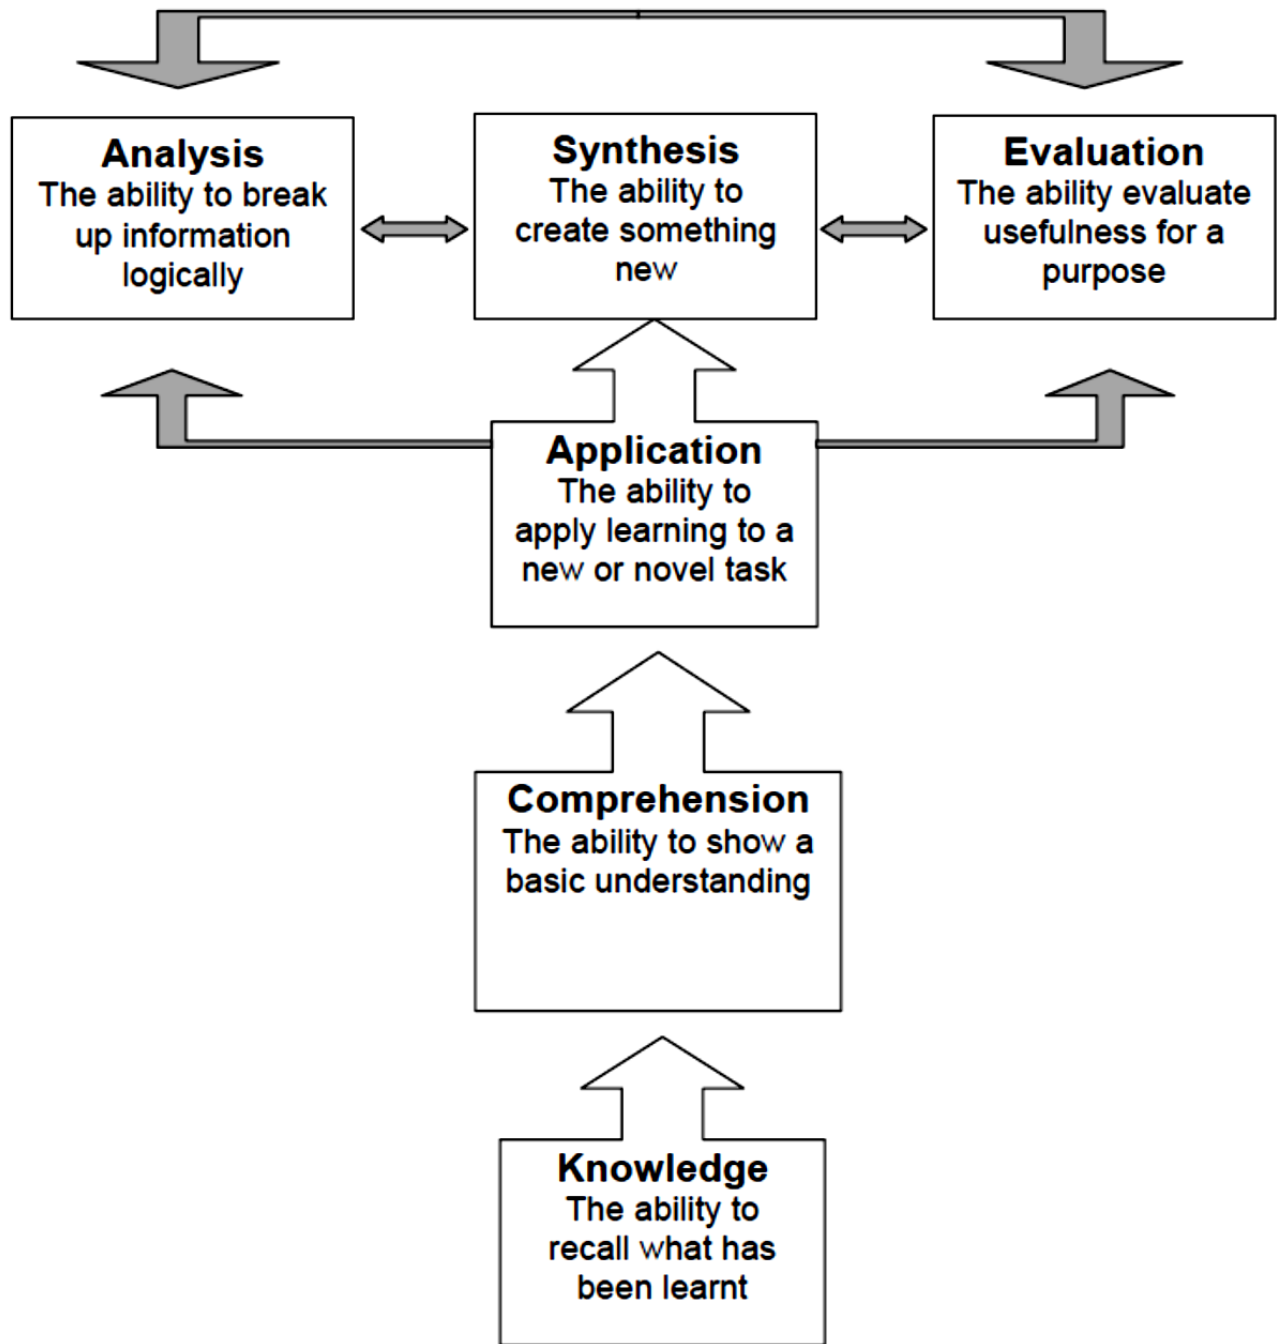 Analysis
The ability to break
up information
logically
Synthesis
The ability to
create something
new
Evaluation
The ability evaluate
usefulness for a
purpose
Application
The ability to
apply learning to a
new or novel task
Comprehension
The ability to show a
basic understanding
Knowledge
The ability to
recall what has
been learnt